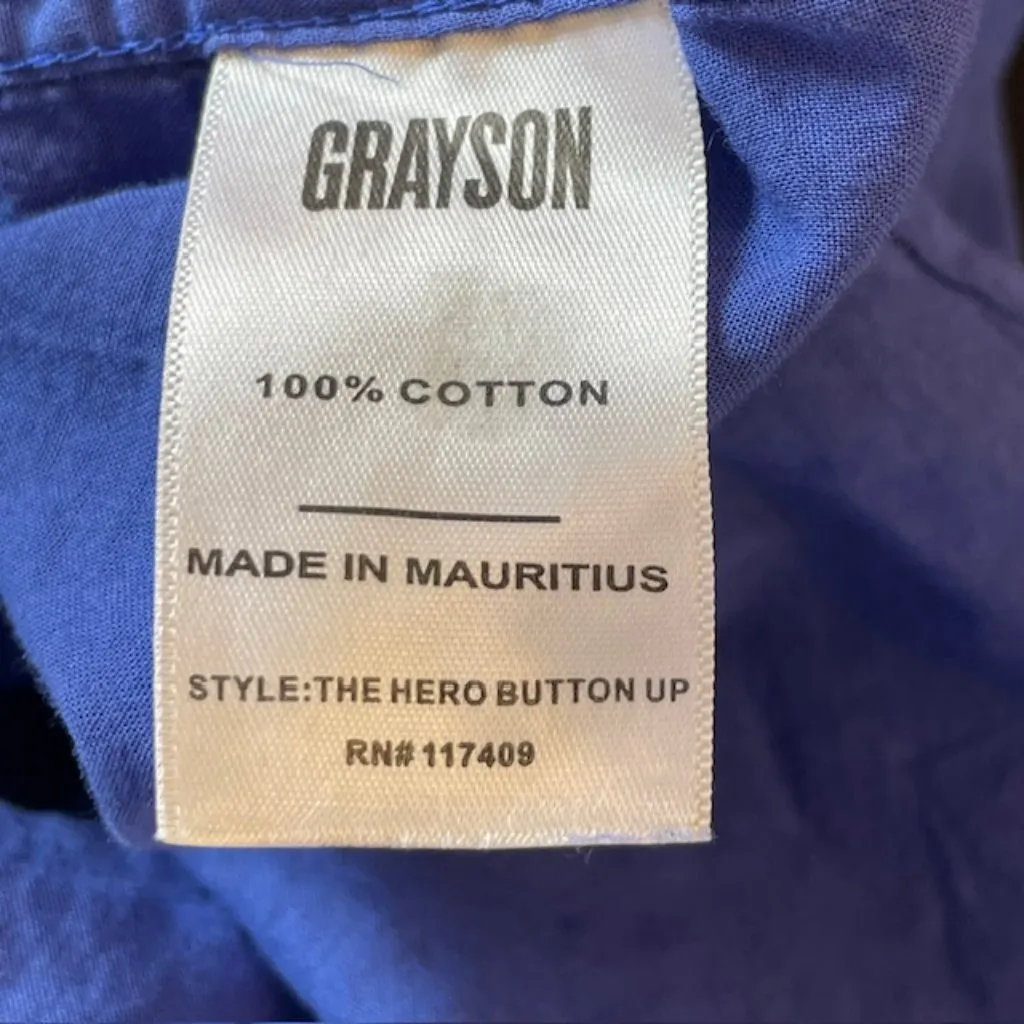 GRAYSON
100% COTTON
MADE IN MAURITIUS
STYLE:THE HERO BUTTON UP
RN# 117409